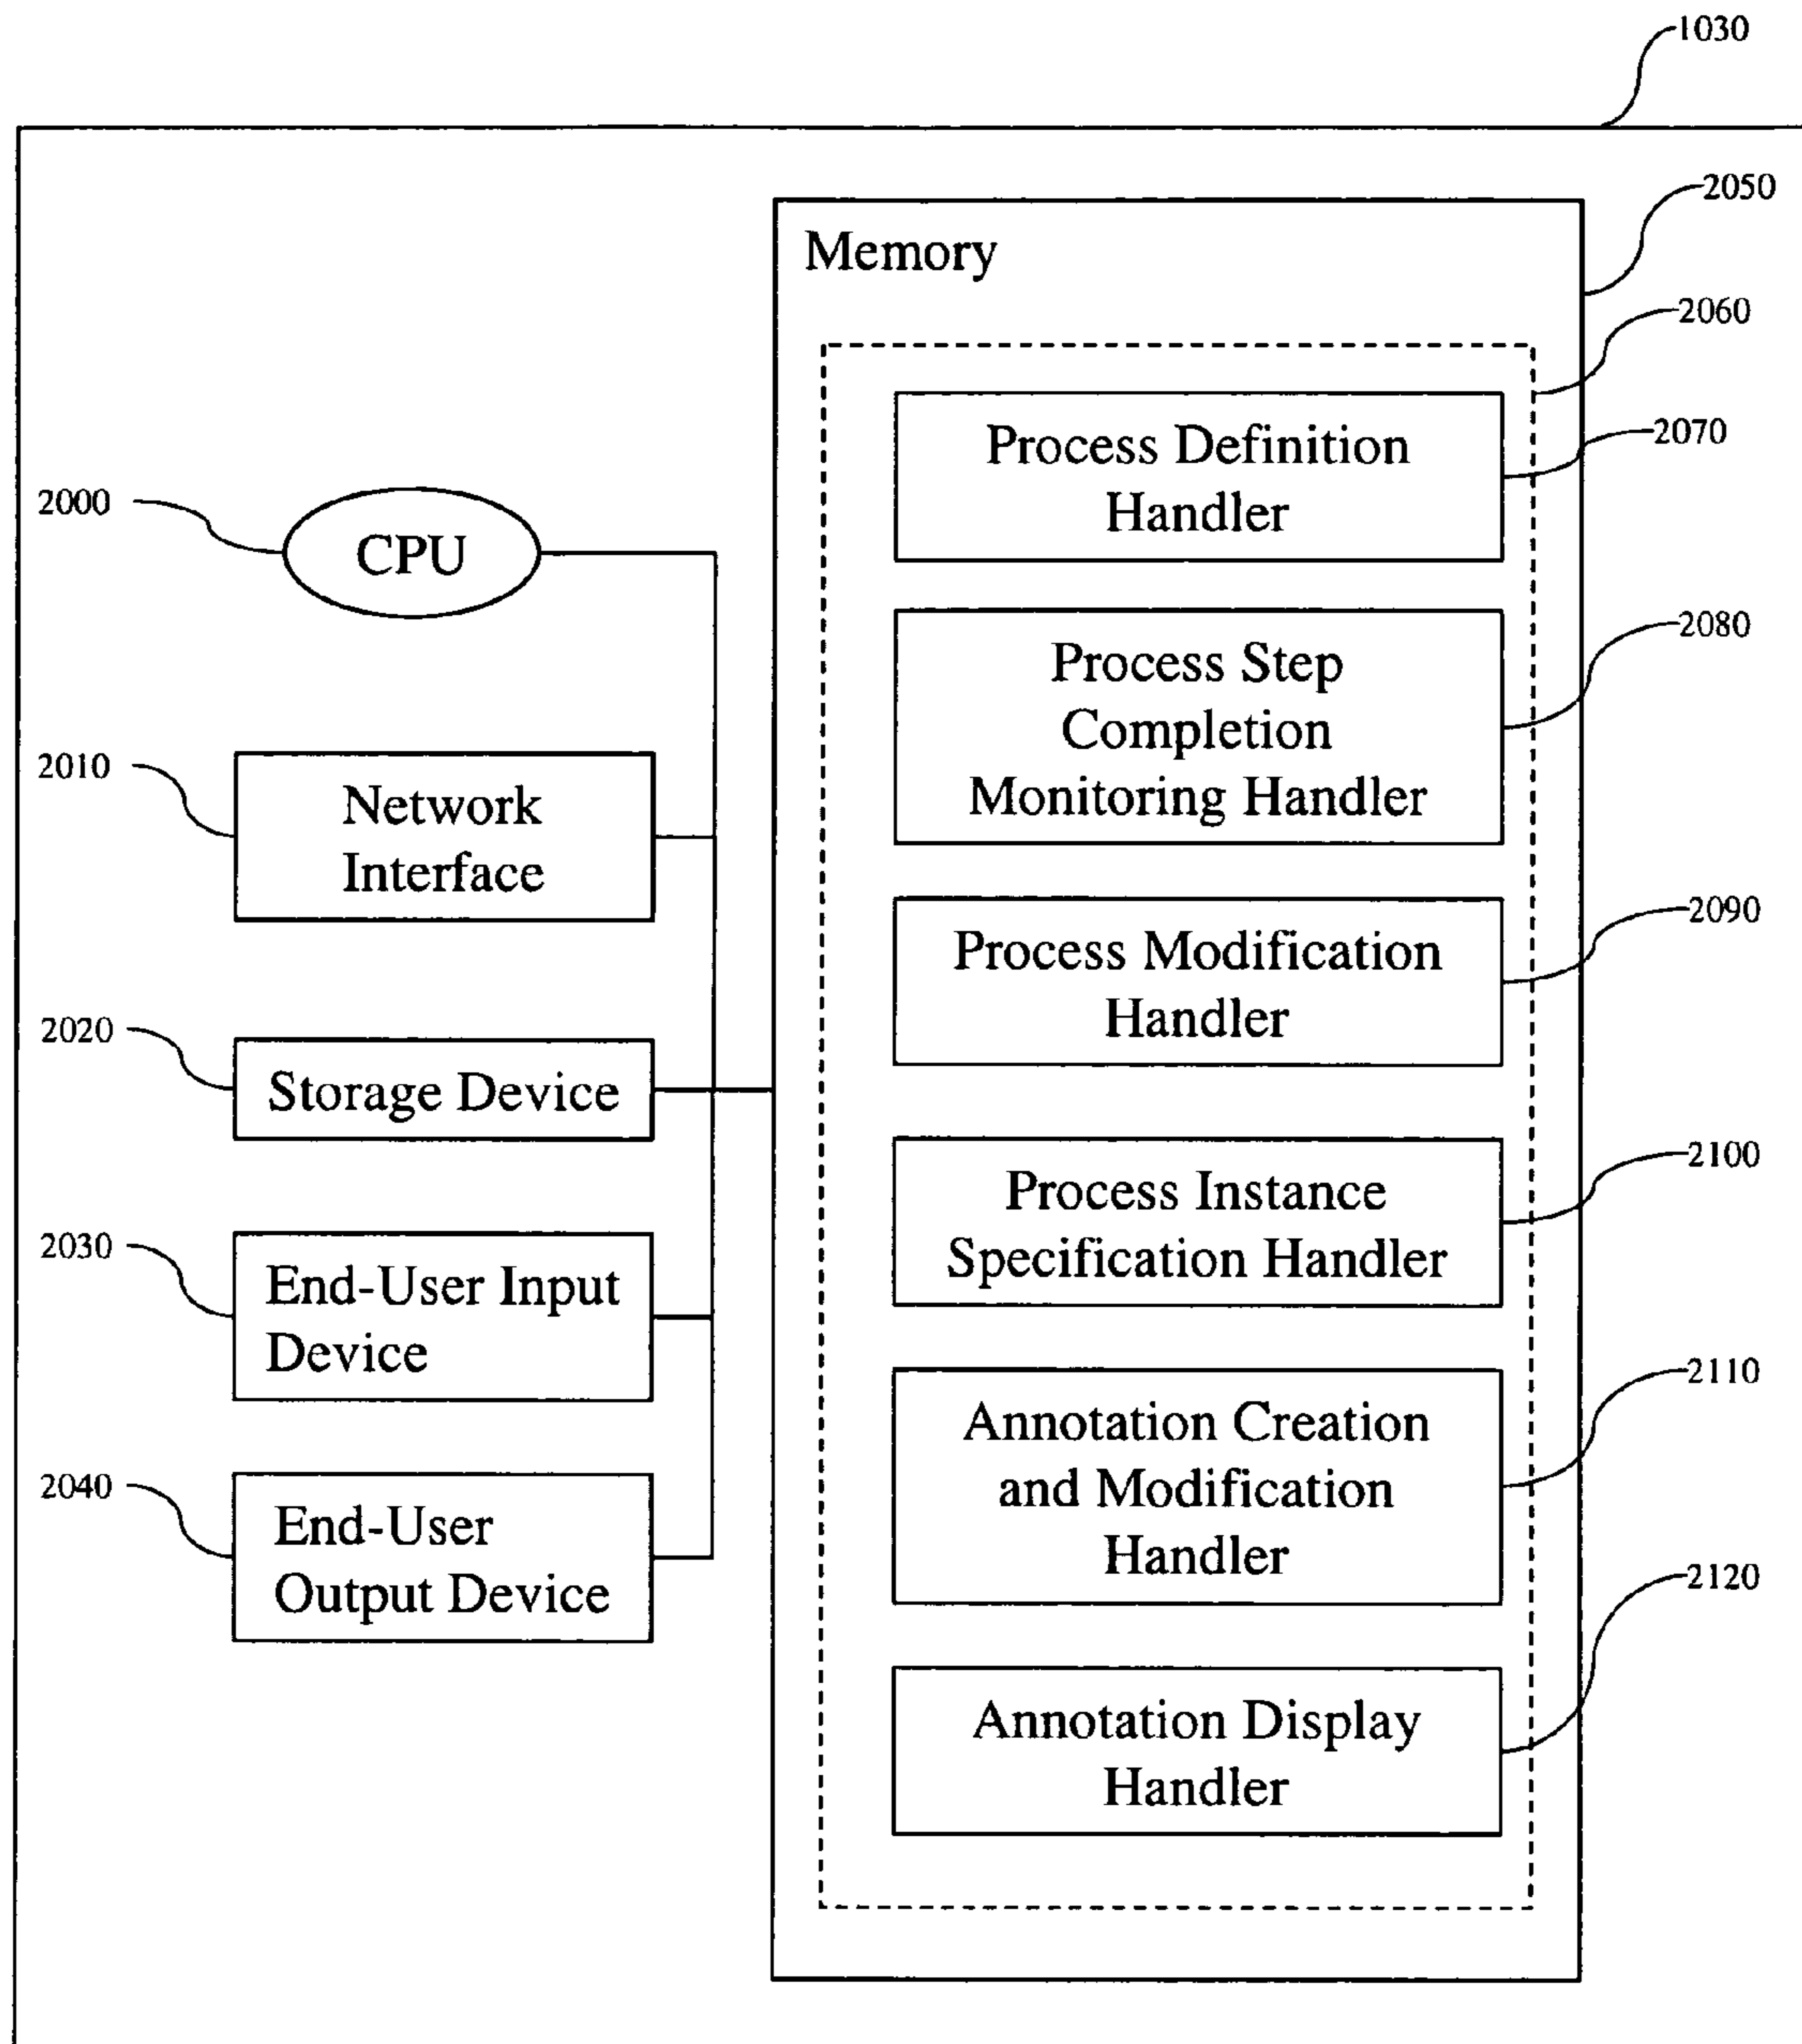 1030
2050
Memory
2060
Process Definition
Handler
2070
2000
CPU
Process Step
Completion
Monitoring Handler
2080
2010
Network
Interface
Process Modification
Handler
2090
2020
Storage Device
Process Instance
Specification Handler
2100
2030
End-User Input
Device
Annotation Creation
and Modification
Handler
2110
2040
End-User
Output Device
Annotation Display
Handler
2120